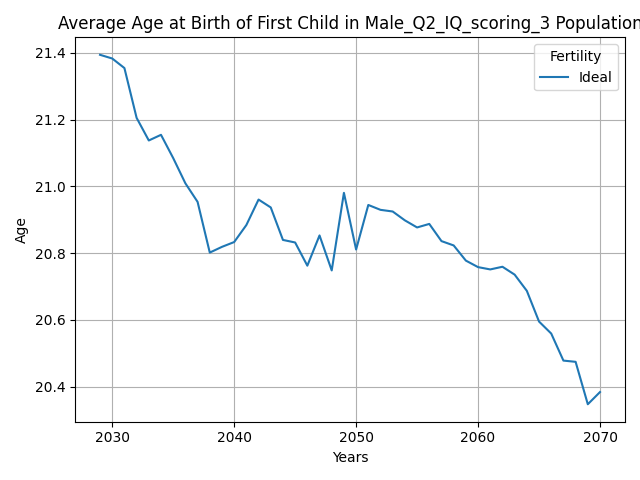 Average Age at Birth of First Child in Male_Q2_IQ_scoring_3 Population
Fertility
Ideal
21.4
21.2
21.0
20.8
20.6
20.4
Age
2030 2040 2050 2060 2070
Years